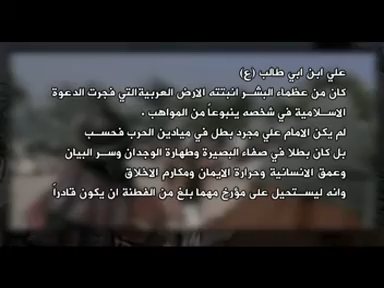 علي ابن ابي طالب (ع)
كان من عظماء البشر انبتته الارض العربية التي فجرت الدعوة
الاسلامية في شخصه ينبوعاً من المواهب .
لم يكن الامام علي مجرد بطل في ميادين الحرب فحسب
بل كان بطلا في صفاء البصيرة وطهارة الوجدان وسر البيان
وعمق الانسانية وحرارة الايمان ومكارم الاخلاق
وانه ليستحيل على مؤرخ مهما بلغ من الفطنة ان يكون قادراً